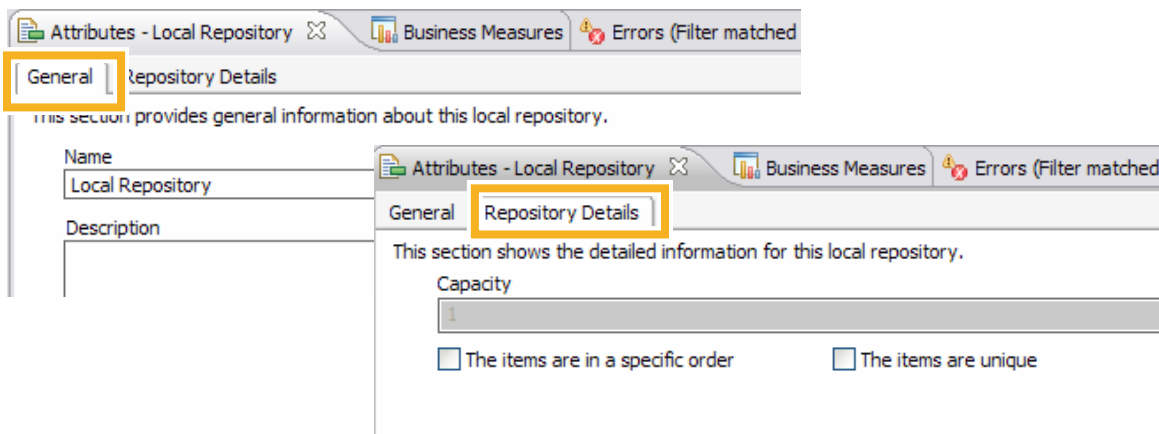 Attributes - Local Repository Business Measures Errors (Filter matched
General Repository Details
This section provides general information about this local repository.
Name
Local Repository
Description
Attributes - Local Repository Business Measures Errors (Filter matched
General Repository Details
This section shows the detailed information for this local repository.
Capacity
1
The items are in a specific order The items are unique